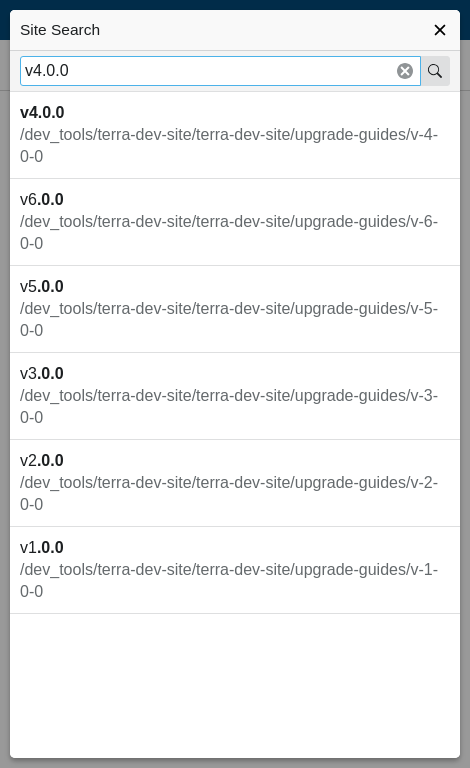 Site Search
v4.0.0
v4.0.0
/dev_tools/terra-dev-site/terra-dev-site/upgrade-guides/v-4-
0-0
v6.0.0
/dev_tools/terra-dev-site/terra-dev-site/upgrade-guides/v-6-
0-0
v5.0.0
/dev_tools/terra-dev-site/terra-dev-site/upgrade-guides/v-5-
0-0
v3.0.0
/dev_tools/terra-dev-site/terra-dev-site/upgrade-guides/v-3-
0-0
v2.0.0
/dev_tools/terra-dev-site/terra-dev-site/upgrade-guides/v-2-
0-0
v1.0.0
/dev_tools/terra-dev-site/terra-dev-site/upgrade-guides/v-1-
0-0